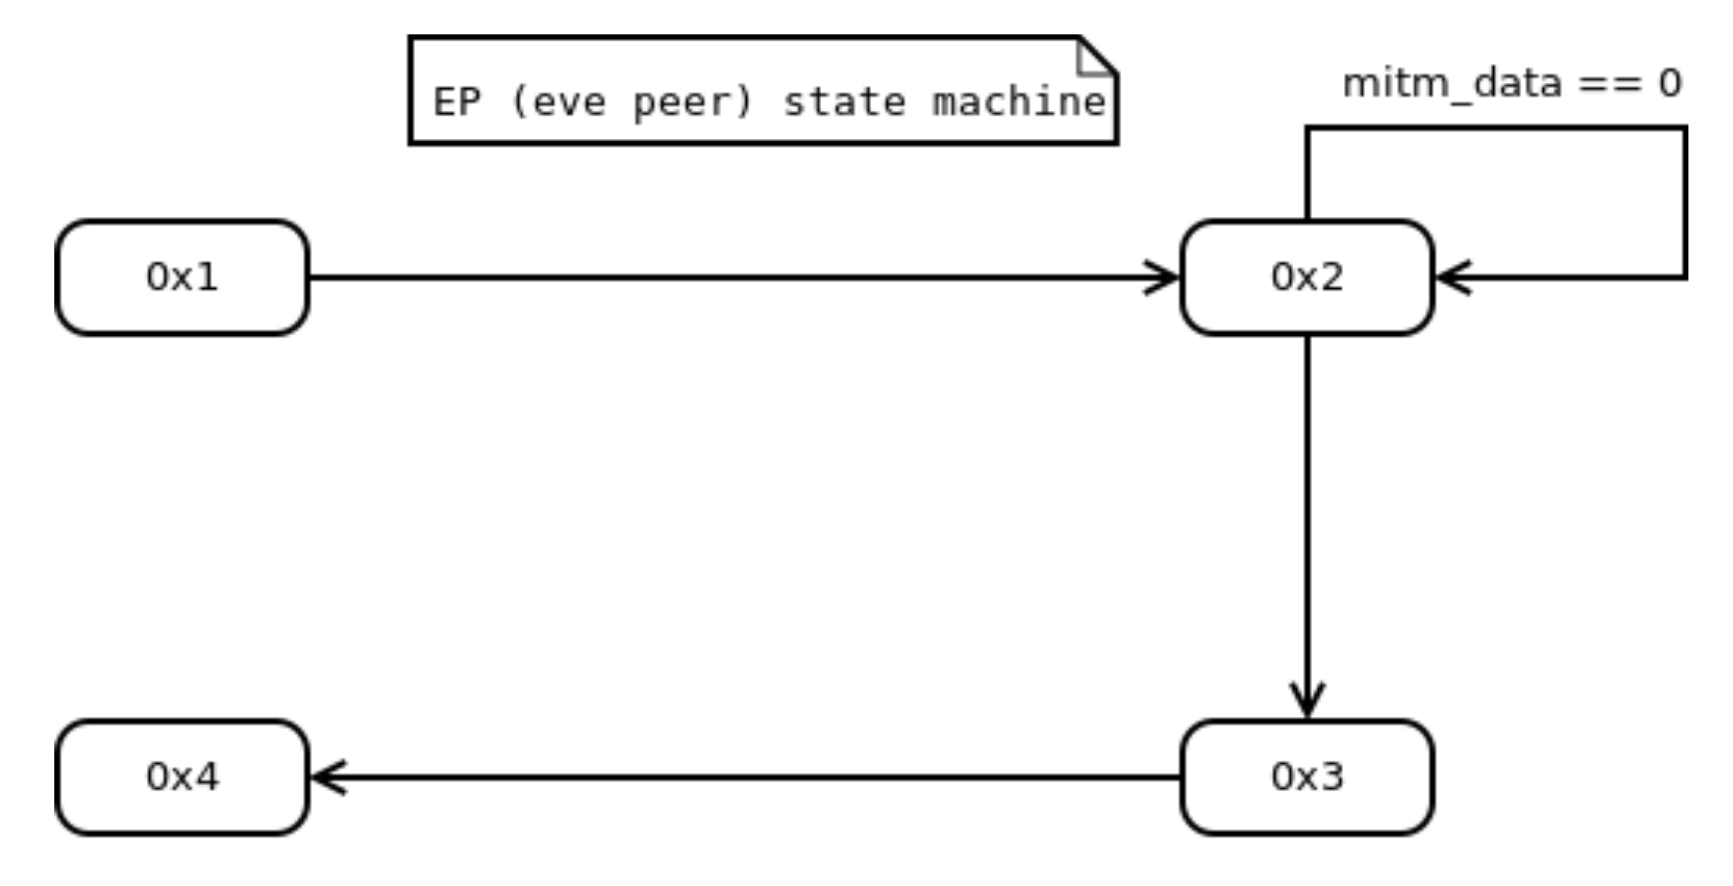 EP (eve peer) state machine
mitm_data == 0
0x1
0x2
0x4
0x3